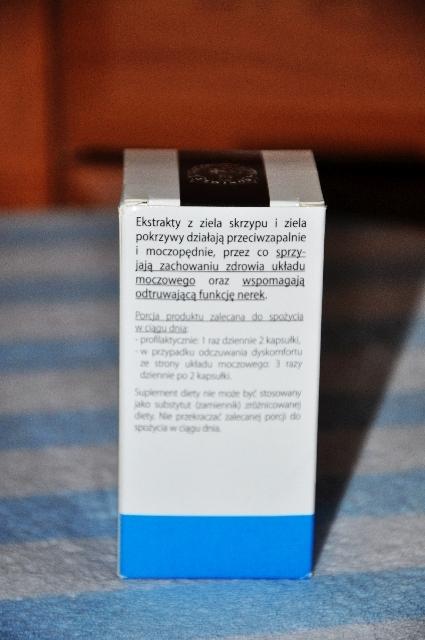 Ekstrakty z ziela skrzypu i ziela
pokrzywy działają przeciwzapalnie
i moczopędnie, przez co sprzy-
jają zachowaniu zdrowia układu
moczowego oraz wspomagają
odtruwającą funkcję nerek.
Porcja produktu zalecana do spożycia
w ciągu dnia:
- profilaktycznie: 1 raz dziennie 2 kapsułki,
- w przypadku odczuwania dyskomfortu
ze strony układu moczowego: 3 razy
dziennie po 2 kapsułki.
Suplement diety nie może być stosowany
jako substytut (zamiennik) zróżnicowanej
diety. Nie przekraczać zalecanej porcji do
spożycia w ciągu dnia.